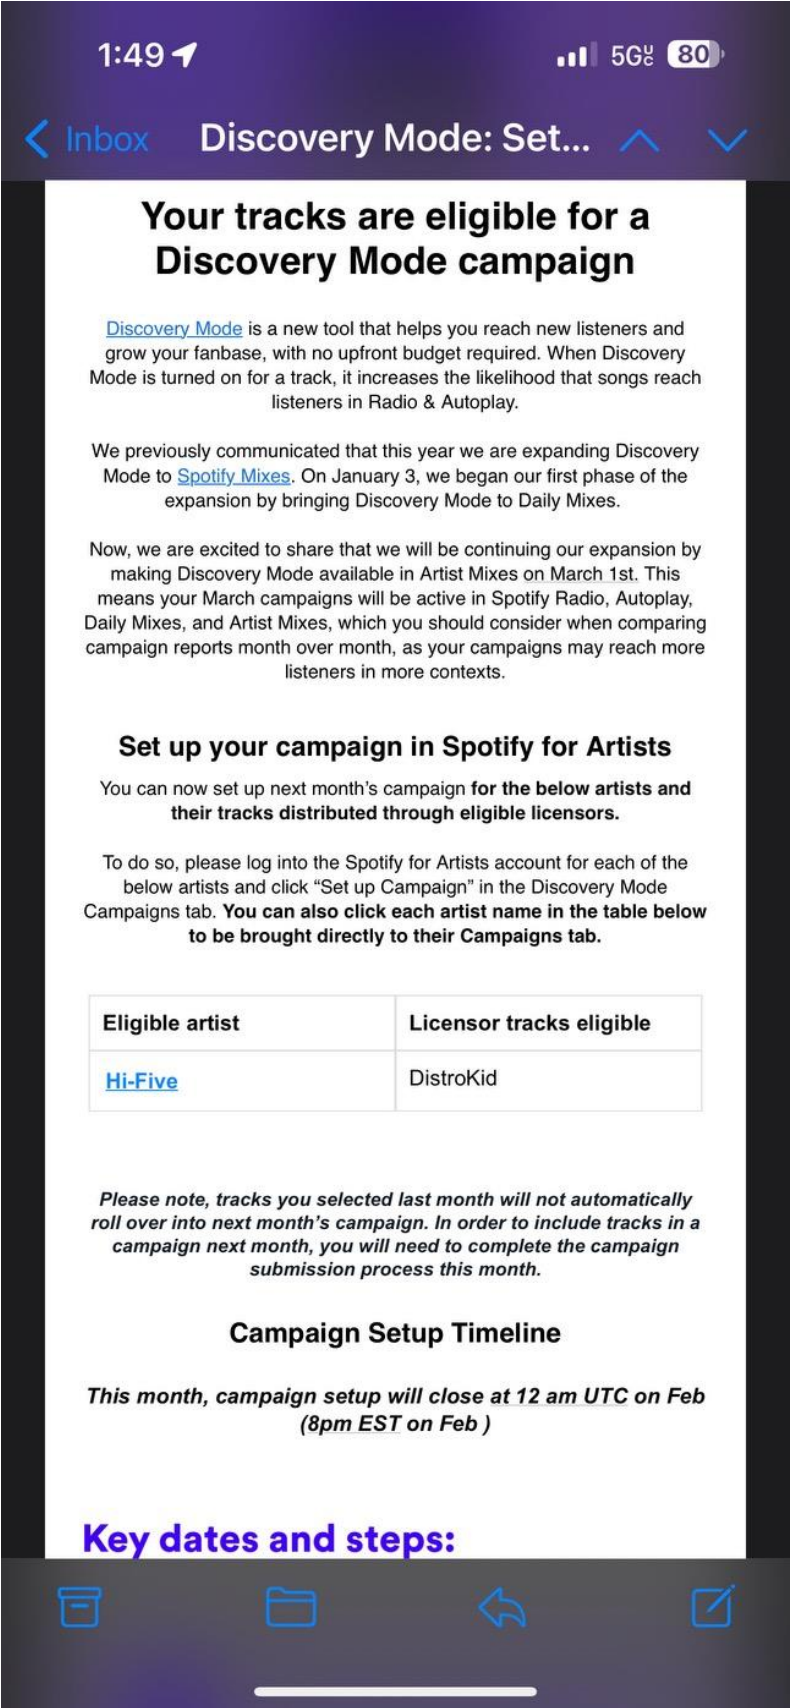 1:49
5G UC 80
Inbox Discovery Mode: Set...
Your tracks are eligible for a
Discovery Mode campaign
Discovery Mode is a new tool that helps you reach new listeners and
grow your fanbase, with no upfront budget required. When Discovery
Mode is turned on for a track, it increases the likelihood that songs reach
listeners in Radio & Autoplay.
We previously communicated that this year we are expanding Discovery
Mode to Spotify Mixes. On January 3, we began our first phase of the
expansion by bringing Discovery Mode to Daily Mixes.
Now, we are excited to share that we will be continuing our expansion by
making Discovery Mode available in Artist Mixes on March 1st. This
means your March campaigns will be active in Spotify Radio, Autoplay,
Daily Mixes, and Artist Mixes, which you should consider when comparing
campaign reports month over month, as your campaigns may reach more
listeners in more contexts.
Set up your campaign in Spotify for Artists
You can now set up next month’s campaign for the below artists and
their tracks distributed through eligible licensors.
To do so, please log into the Spotify for Artists account for each of the
below artists and click “Set up Campaign” in the Discovery Mode
Campaigns tab. You can also click each artist name in the table below
to be brought directly to their Campaigns tab.
Eligible artist Licensor tracks eligible
Hi-Five DistroKid
Please note, tracks you selected last month will not automatically
roll over into next month’s campaign. In order to include tracks in a
campaign next month, you will need to complete the campaign
submission process this month.
Campaign Setup Timeline
This month, campaign setup will close at 12 am UTC on Feb
(8pm EST on Feb )
Key dates and steps: